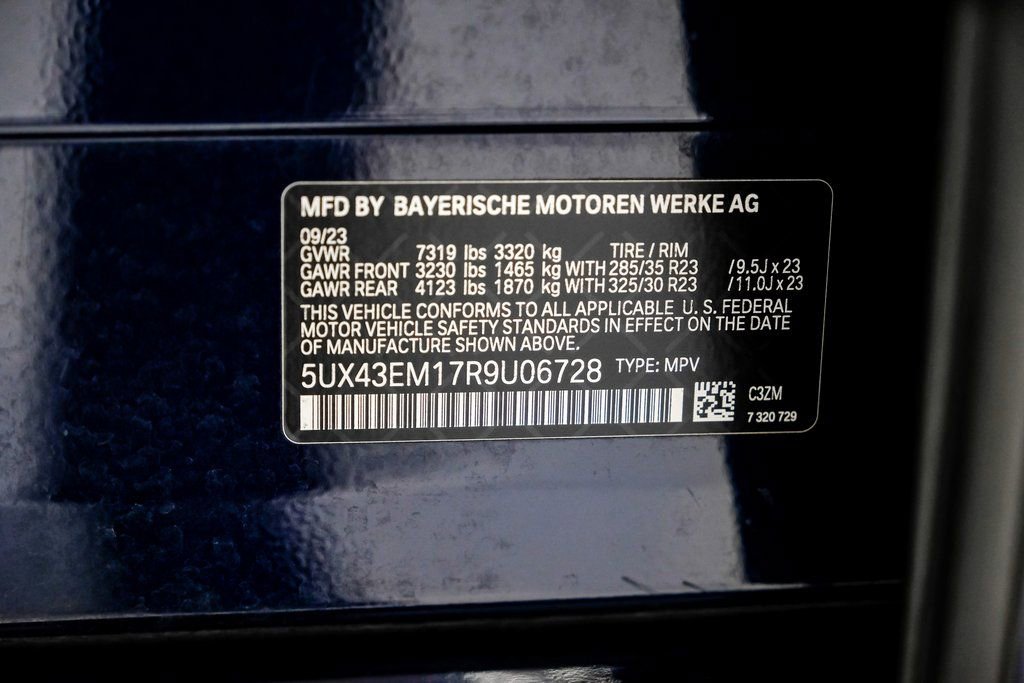 MFD BY BAYERISCHE MOTOREN WERKE AG
09/23
GVWR 7319 lbs 3320 kg TIRE / RIM
GAWR FRONT 3230 lbs 1465 kg WITH 285/35 R23 /9.5J x 23
GAWR REAR 4123 lbs 1870 kg WITH 325/30 R23 /11.0J x 23
THIS VEHICLE CONFORMS TO ALL APPLICABLE U. S. FEDERAL
MOTOR VEHICLE SAFETY STANDARDS IN EFFECT ON THE DATE
OF MANUFACTURE SHOWN ABOVE.
5UX43EM17R9U06728 TYPE: MPV
C3ZM
7 320 729